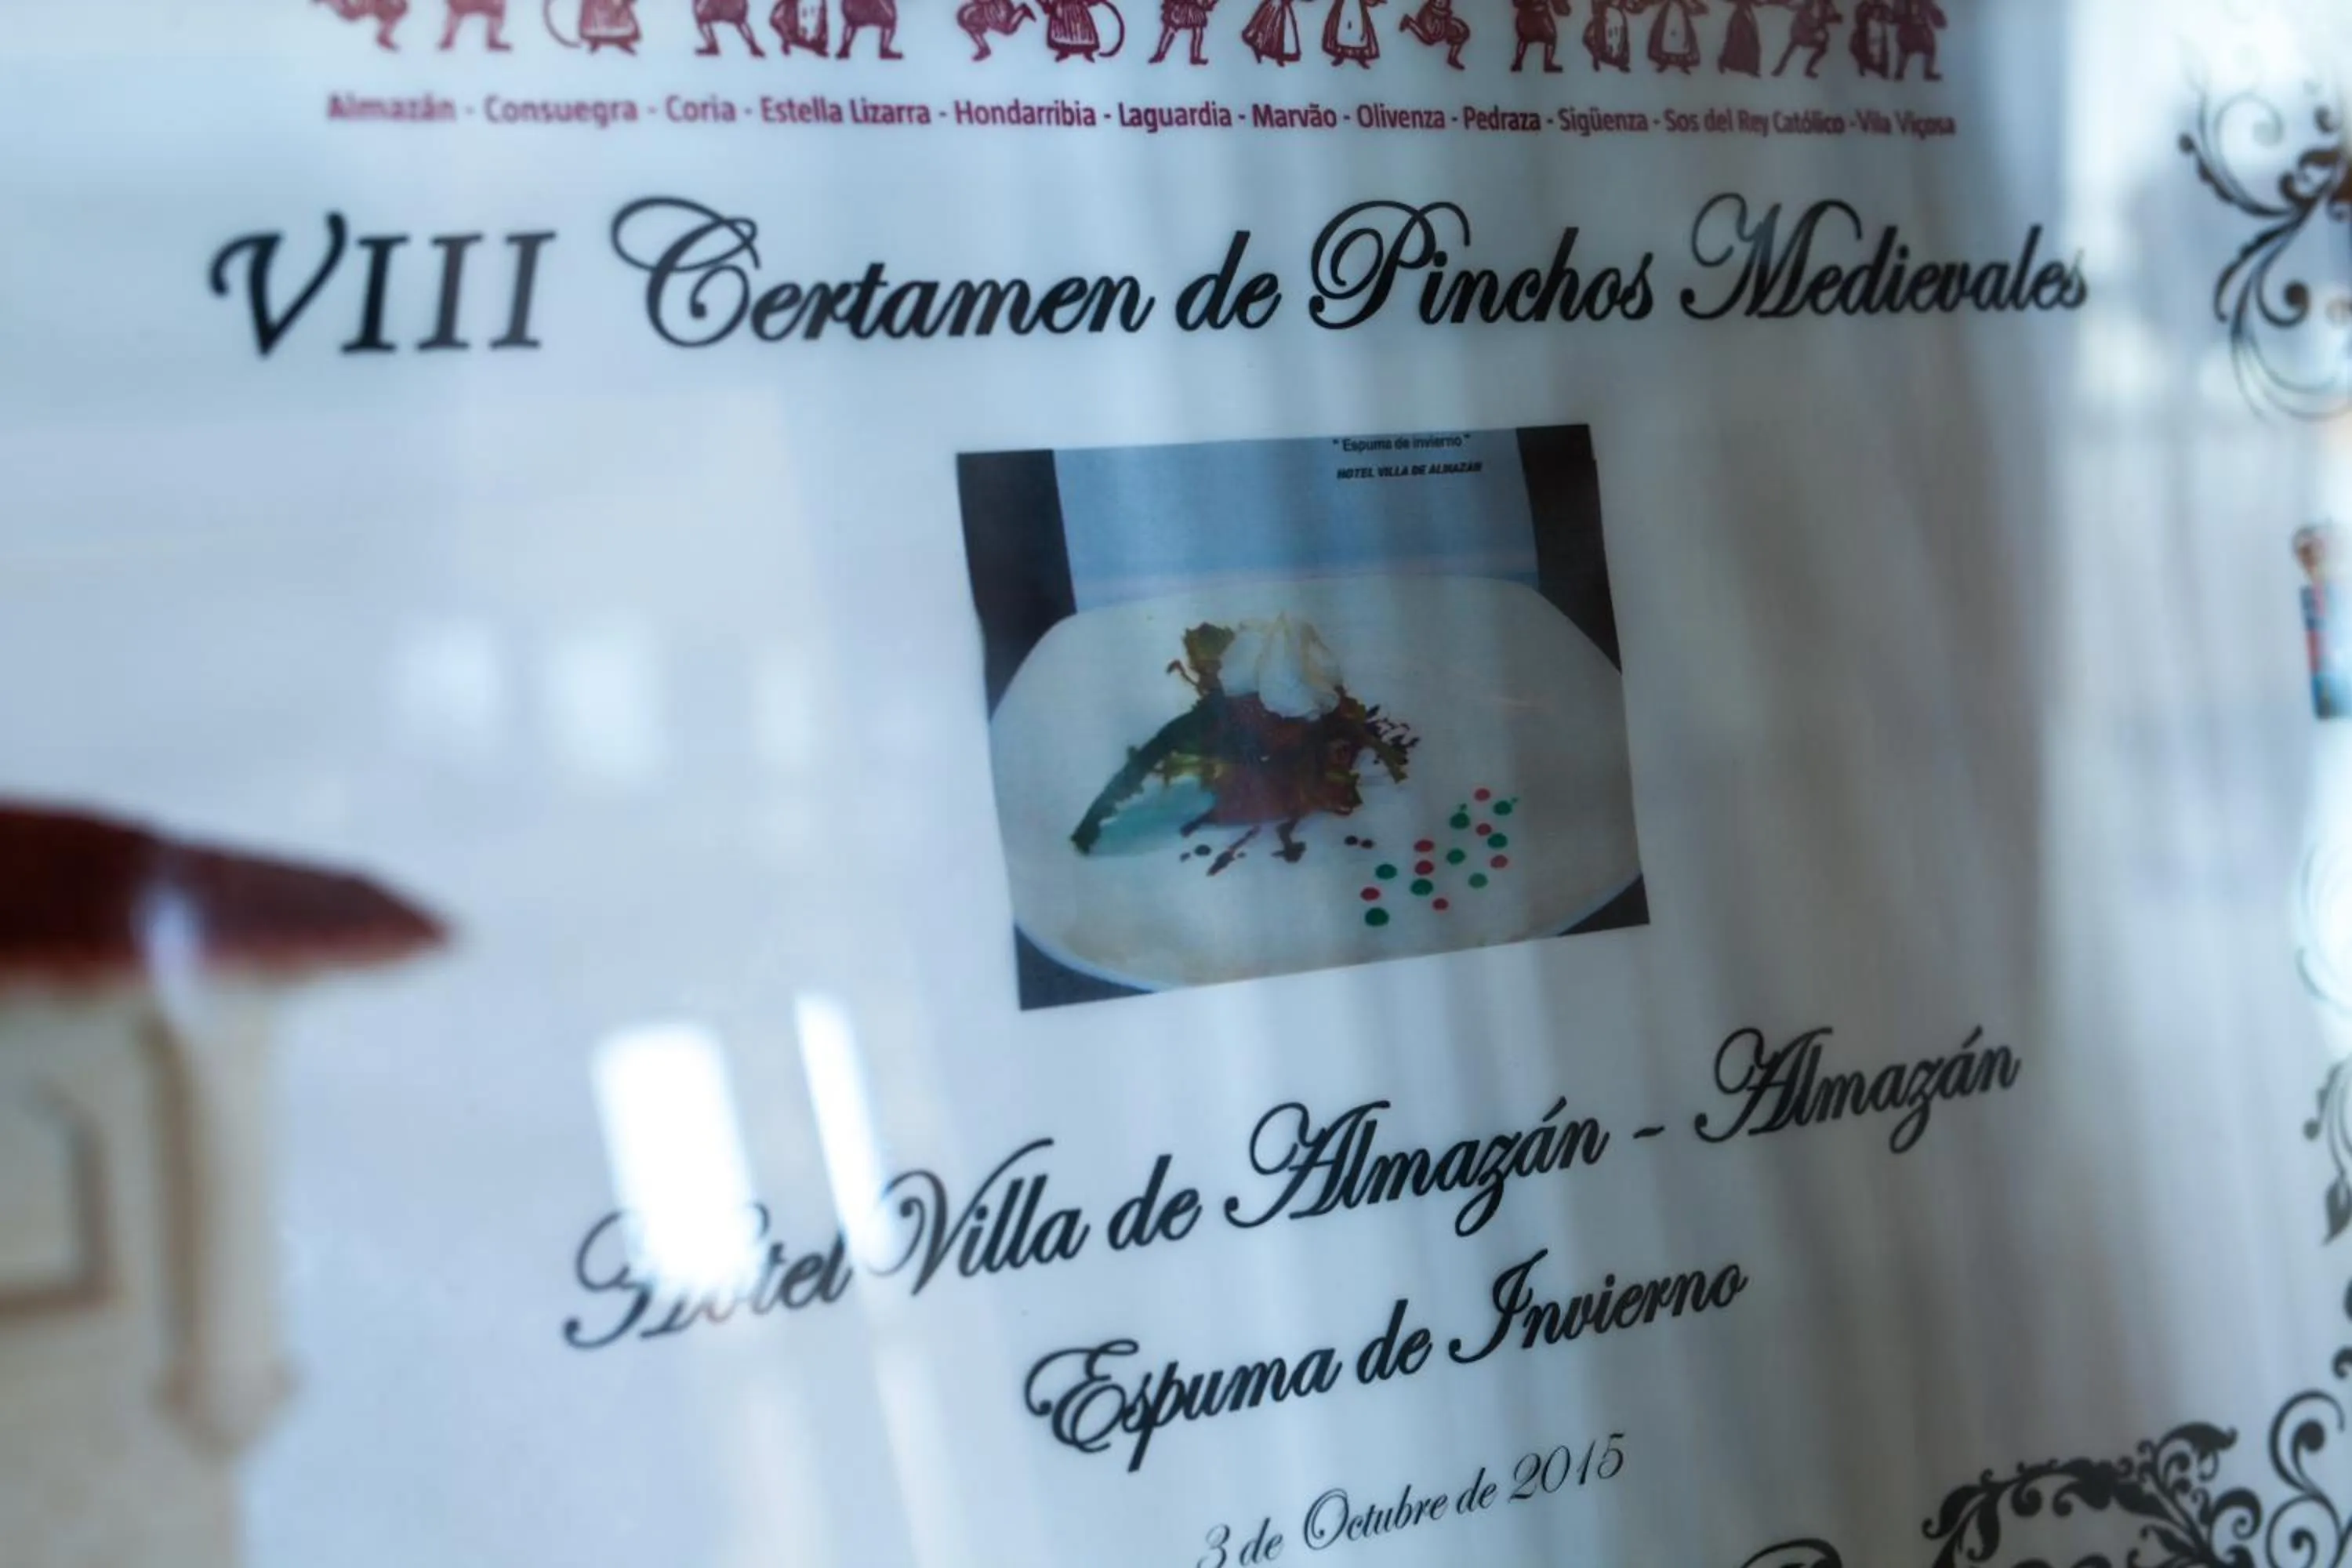 Almazán - Consuegra - Coria - Estella Lizarra - Hondarribia - Laguardia - Marvão - Olivenza - Pedraza - Sigüenza - Sos del Rey Católico - Vila Viçosa
VIII Certamen de Pinchos Medievales
" Espuma de invierno "
HOTEL VILLA DE ALMAZÁN
Hotel Villa de Almazán - Almazán
Espuma de Invierno
3 de Octubre de 2015